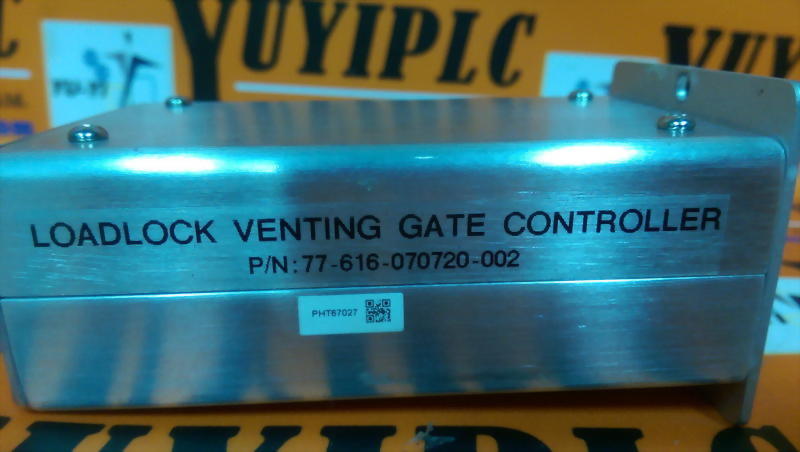 YUYIPLC
LOADLOCK VENTING GATE CONTROLLER
P/N:77-616-070720-002
PHT67027